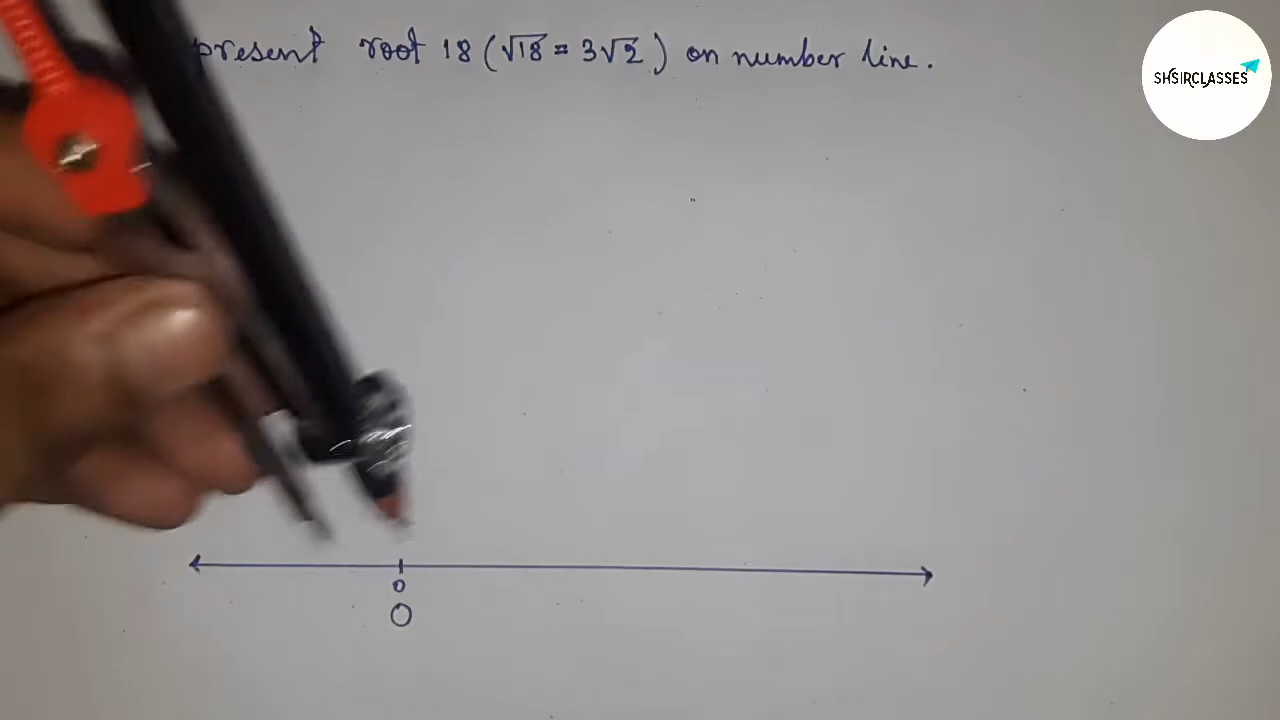 present root 18 (√18 = 3√2) on number line.
SHSIRCLASSES
0
O